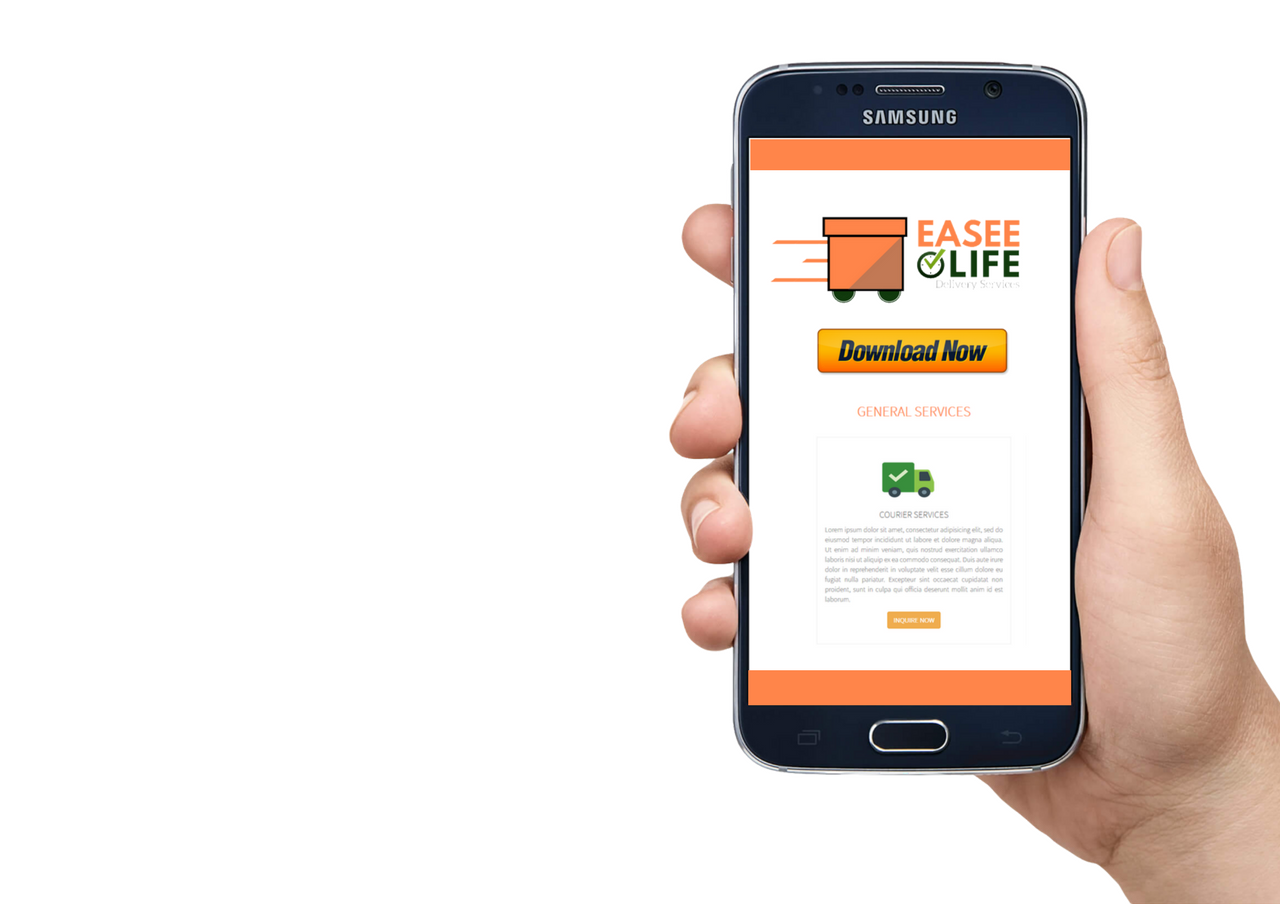 SAMSUNG
EASEE
LIFE
Delivery Services
Download Now
GENERAL SERVICES
COURIER SERVICES
Lorem ipsum dolor sit amet, consectetur adipisicing elit, sed do
eiusmod tempor incididunt ut labore et dolore magna aliqua.
Ut enim ad minim veniam, quis nostrud exercitation ullamco
laboris nisi ut aliquip ex ea commodo consequat. Duis aute irure
dolor in reprehenderit in voluptate velit esse cillum dolore eu
fugiat nulla pariatur. Excepteur sint occaecat cupidatat non
proident, sunt in culpa qui officia deserunt mollit anim id est
laborum.
INQUIRE NOW